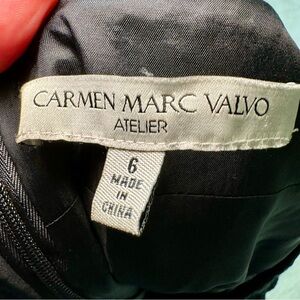 CARMEN MARC VALVO
ATELIER
6
MADE
IN
CHINA